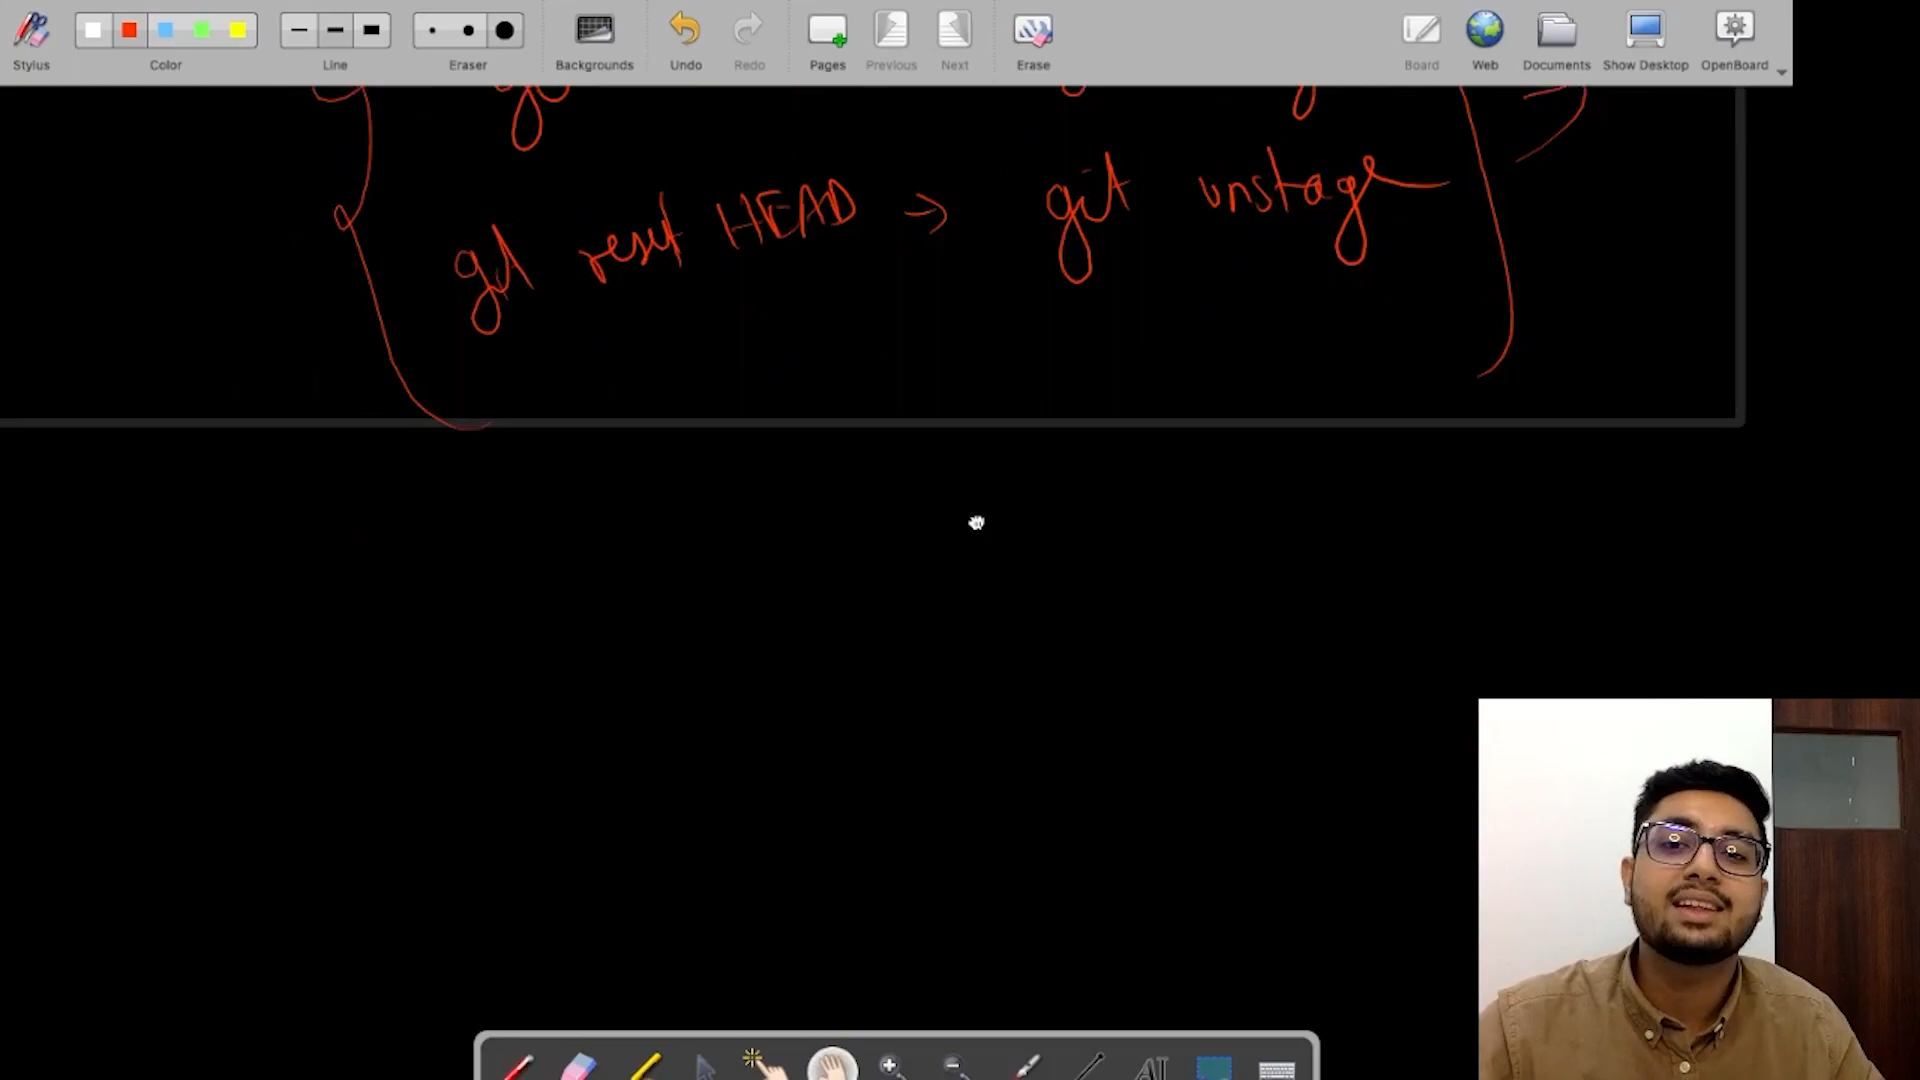 Stylus
Color
Line
Eraser
Backgrounds
Undo
Redo
Pages
Previous
Next
Erase
Board
Web
Documents
Show Desktop
OpenBoard
git reset HEAD → git unstage